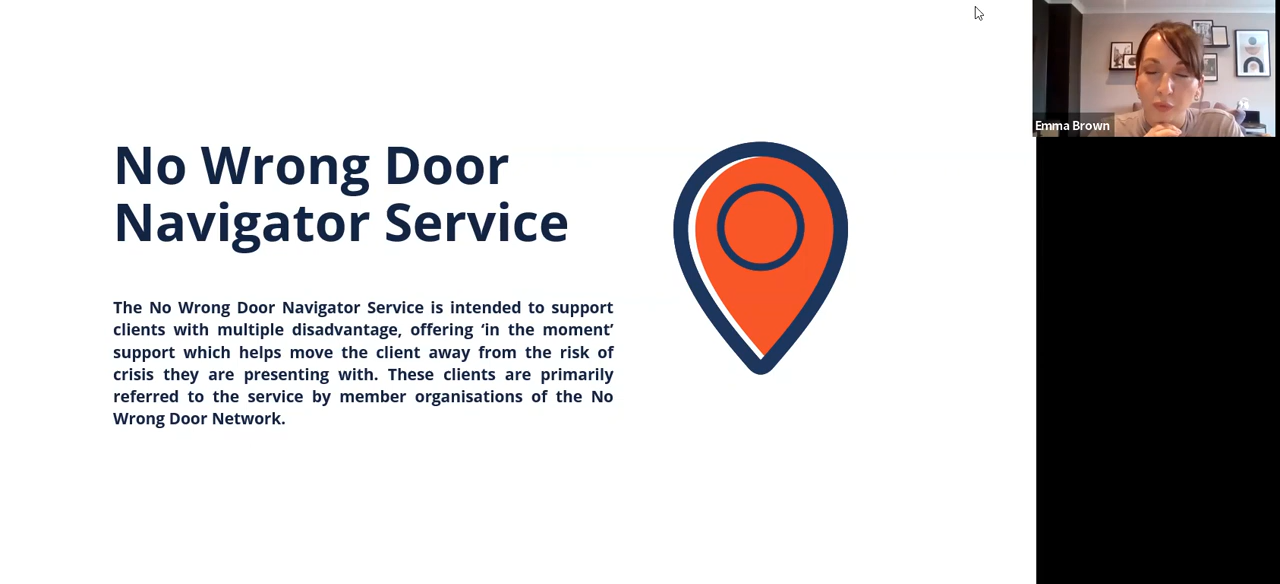 No Wrong Door
Navigator Service
The No Wrong Door Navigator Service is intended to support
clients with multiple disadvantage, offering ‘in the moment’
support which helps move the client away from the risk of
crisis they are presenting with. These clients are primarily
referred to the service by member organisations of the No
Wrong Door Network.
Emma Brown